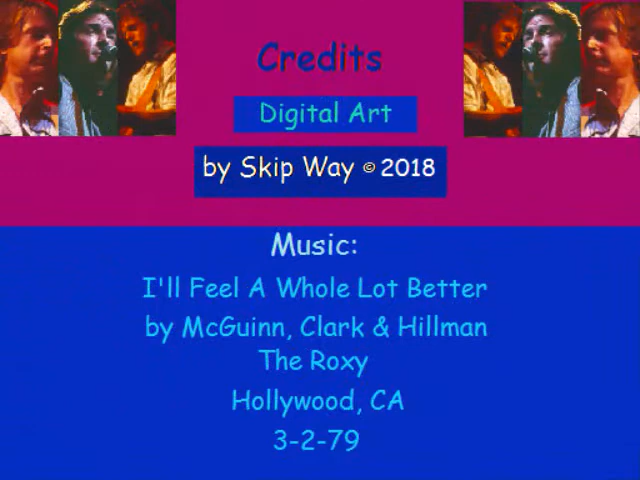 Credits
Digital Art
by Skip Way © 2018
Music:
I'll Feel A Whole Lot Better
by McGuinn, Clark & Hillman
The Roxy
Hollywood, CA
3-2-79